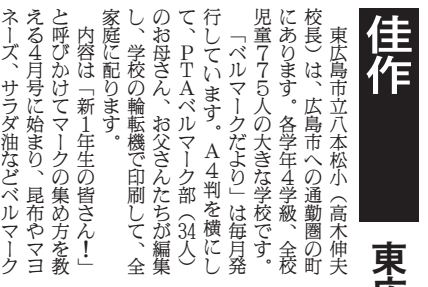 佳作
東広
東広島市立八本松小（高木伸夫
校長）は、広島市への通勤圏の町
にあります。各学年４学級、全校
児童７７５人の大きな学校です。
「ベルマークだより」は毎月発
行しています。Ａ４判を横にし
て、ＰＴＡベルマーク部（34人）
のお母さん、お父さんたちが編集
し、学校の輪転機で印刷して、全
家庭に配ります。
内容は「新１年生の皆さん！」
と呼びかけてマークの集め方を教
える４月号に始まり、昆布やマヨ
ネーズ、サラダ油などベルマーク